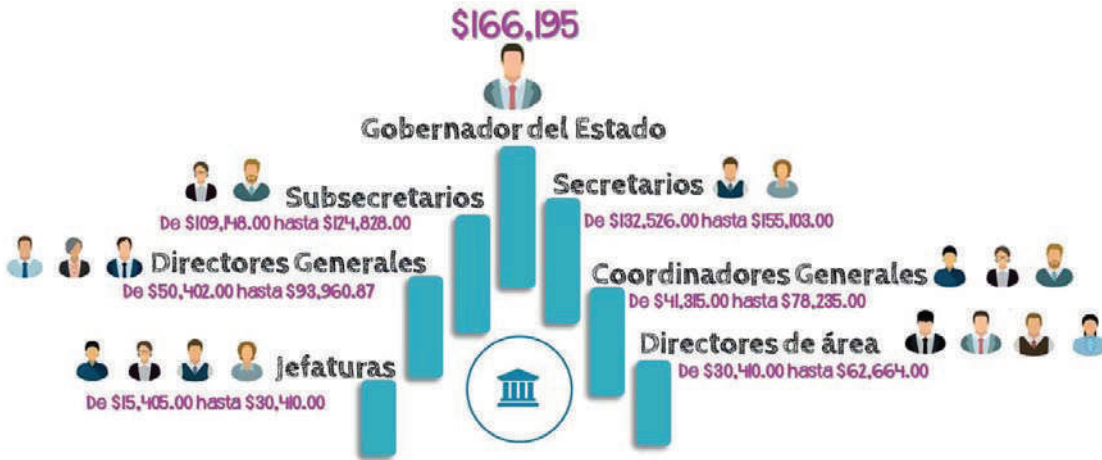 $166,195
Gobernador del Estado
Subsecretarios
De $109,148.00 hasta $124,828.00
Secretarios
De $132,526.00 hasta $155,103.00
Directores Generales
De $50,402.00 hasta $93,960.87
Coordinadores Generales
De $41,315.00 hasta $78,235.00
Jefaturas
De $15,405.00 hasta $30,410.00
Directores de área
De $30,410.00 hasta $62,664.00